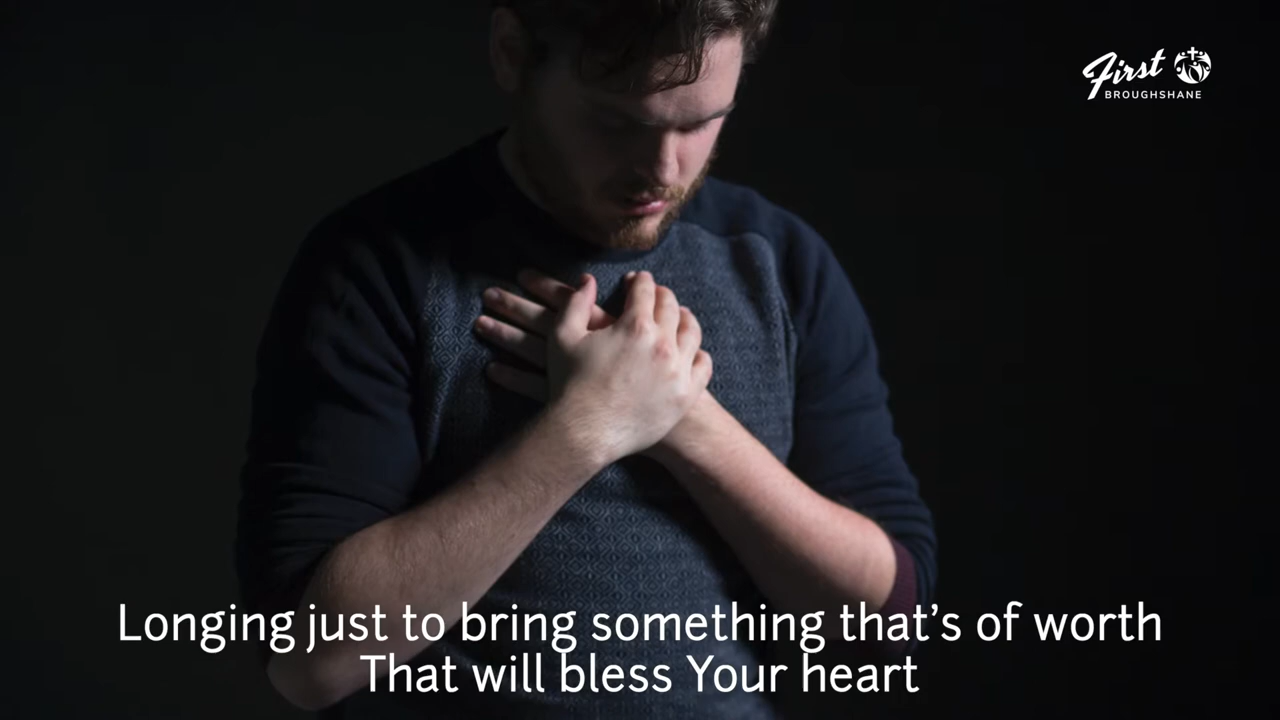 First
BROUGHSHANE
Longing just to bring something that's of worth
That will bless Your heart